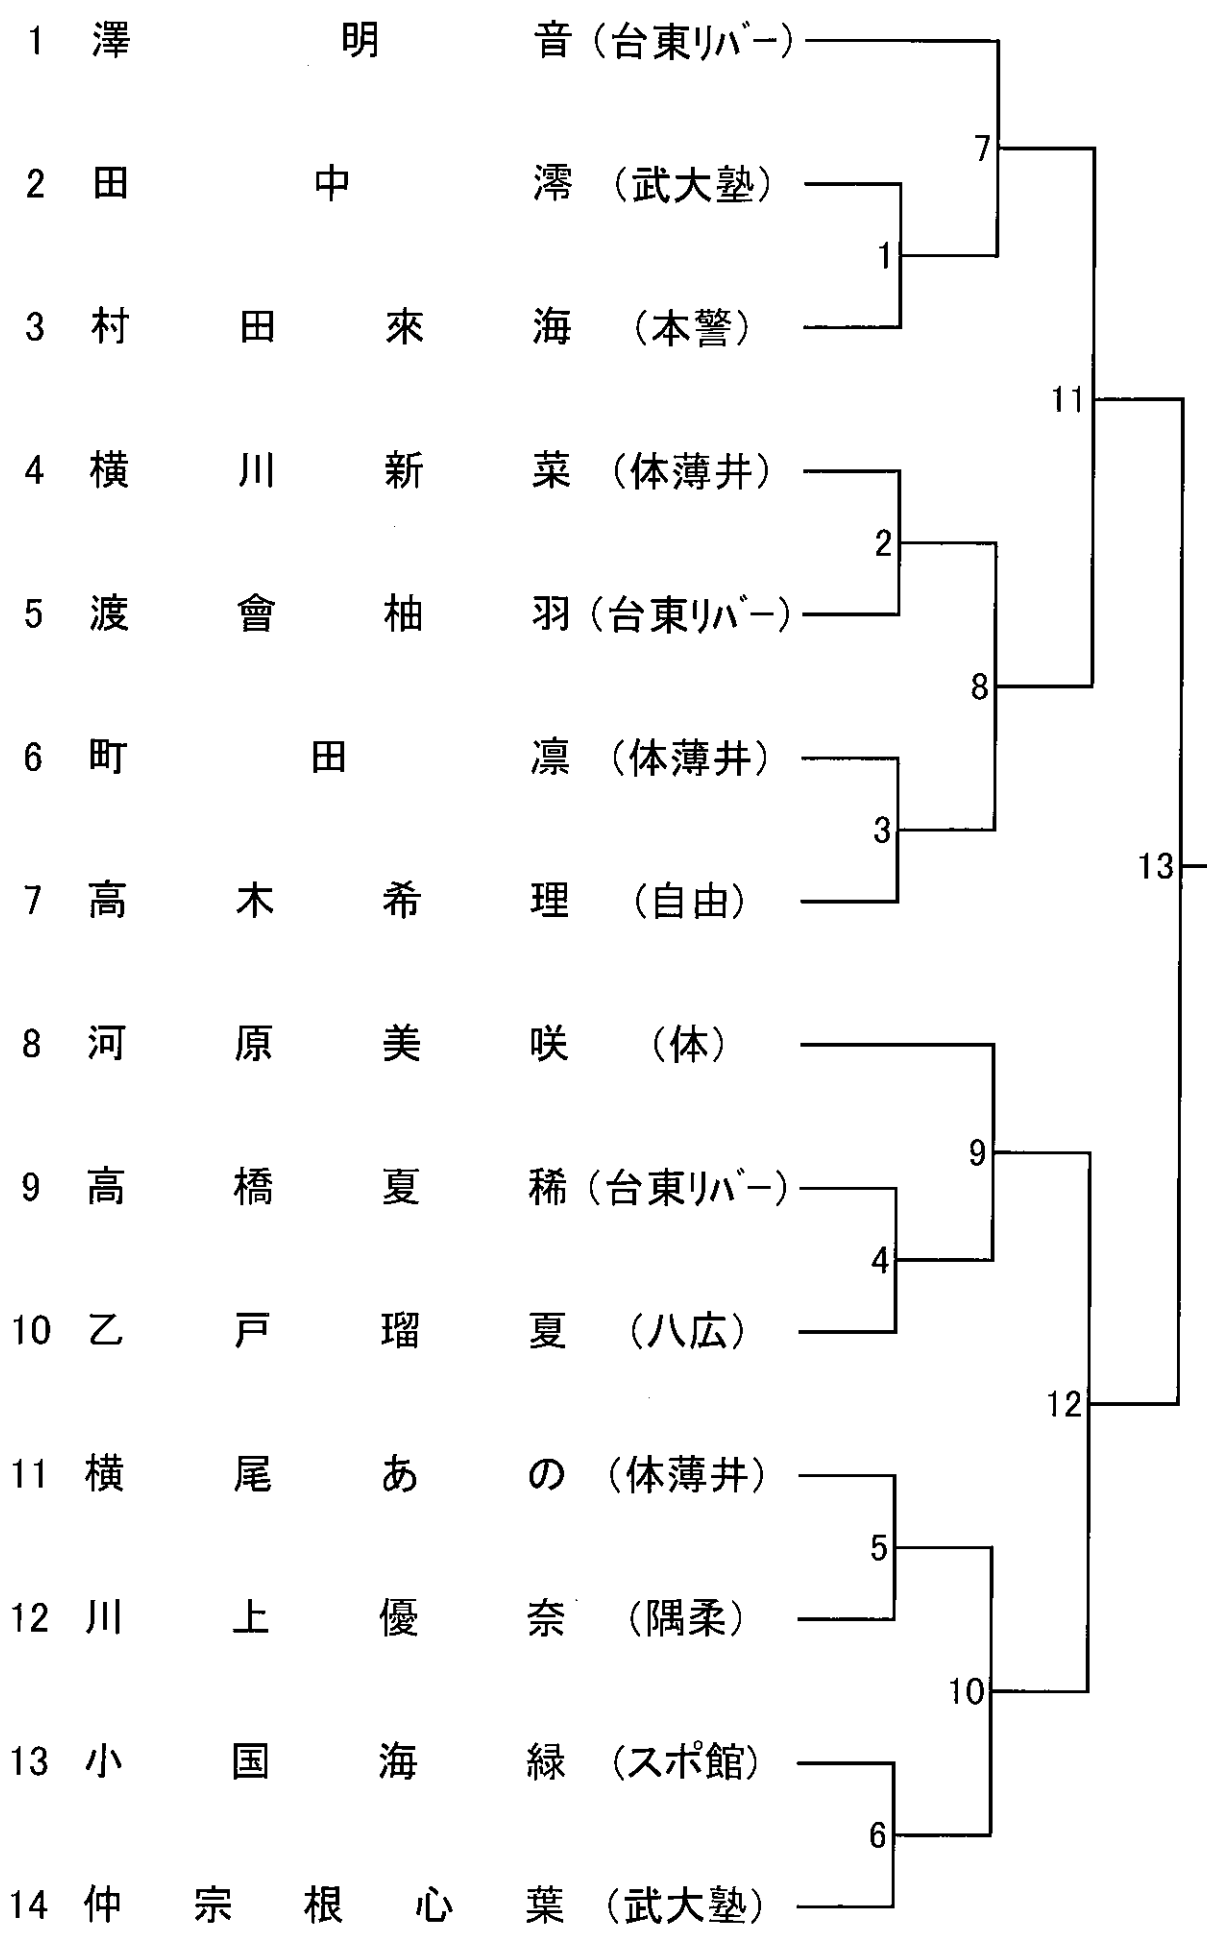 1 澤 明 音 (台東リバー)
7
2 田 中 澪 (武大塾)
1
3 村 田 來 海 (本警)
11
4 横 川 新 菜 (体薄井)
2
5 渡 會 柚 羽 (台東リバー)
8
6 町 田 凛 (体薄井)
3
13
7 高 木 希 理 (自由)
8 河 原 美 咲 (体)
9
9 高 橋 夏 稀 (台東リバー)
4
10 乙 戸 瑠 夏 (八広)
12
11 横 尾 あ の (体薄井)
5
12 川 上 優 奈 (隅柔)
10
13 小 国 海 緑 (スポ館)
6
14 仲 宗 根 心 葉 (武大塾)